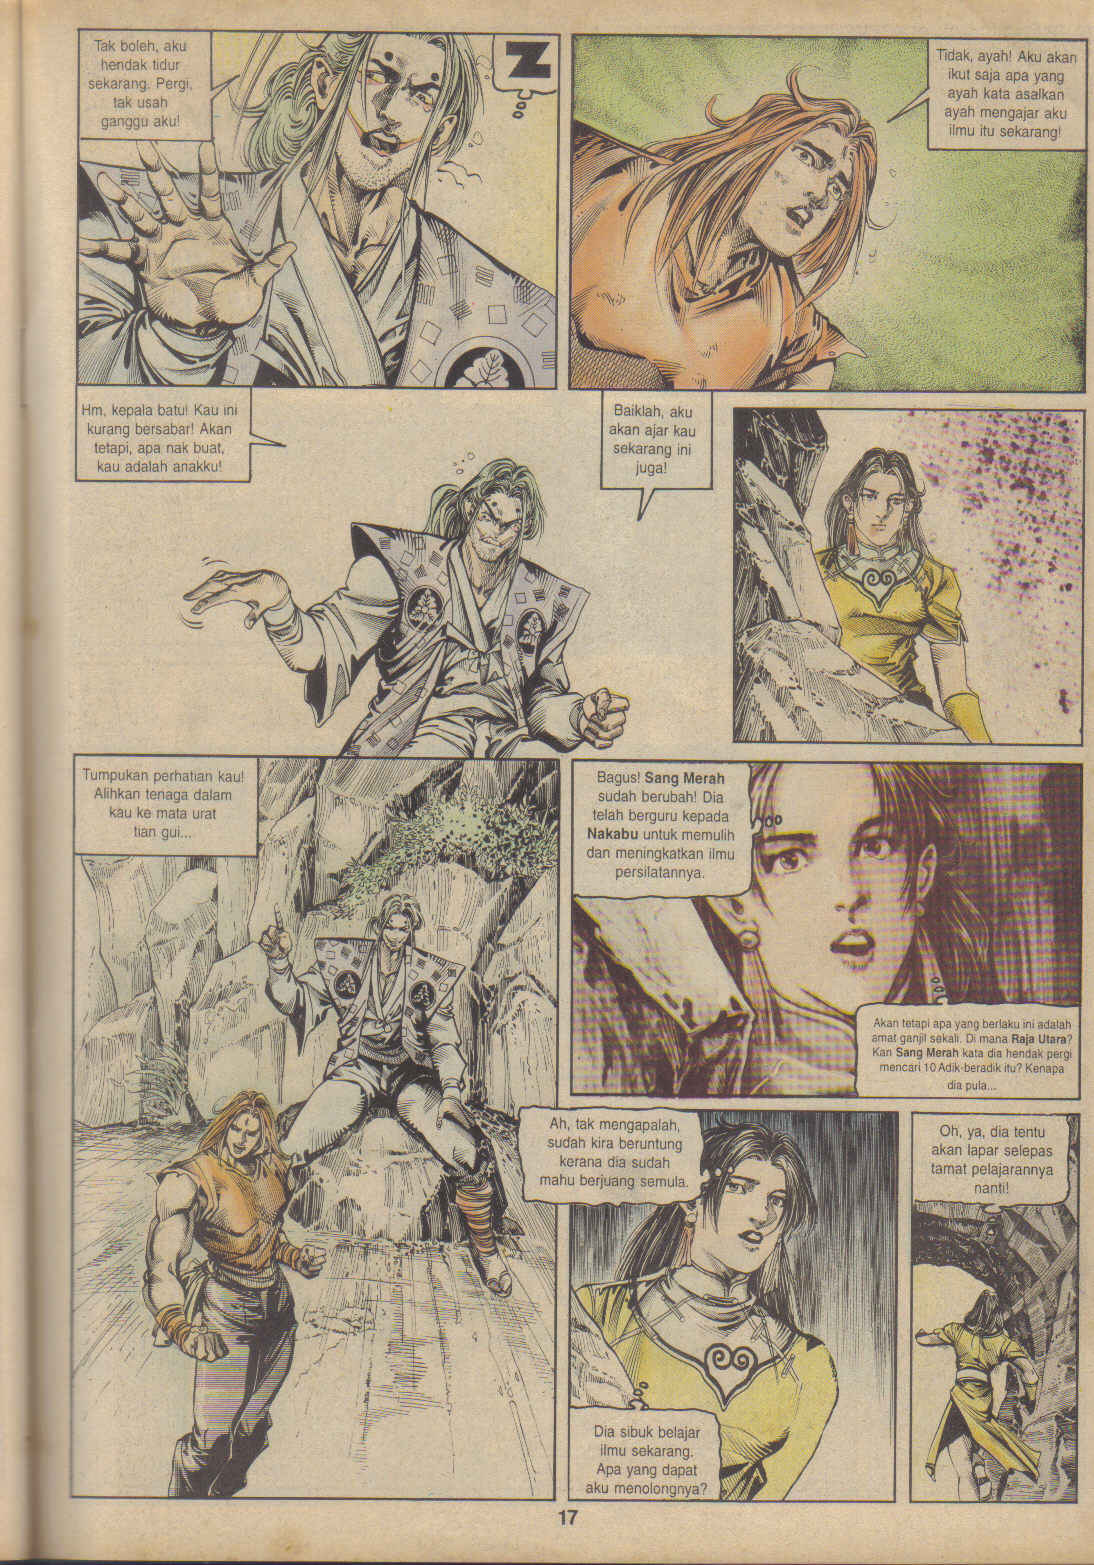 Tak boleh, aku
hendak tidur
sekarang. Pergi,
tak usah
ganggu aku!
Z
Tidak, ayah! Aku akan
ikut saja apa yang
ayah kata asalkan
ayah mengajar aku
ilmu itu sekarang!
Hm, kepala batu! Kau ini
kurang bersabar! Akan
tetapi, apa nak buat,
kau adalah anakku!
Baiklah, aku
akan ajar kau
sekarang ini
juga!
Tumpukan perhatian kau!
Alihkan tenaga dalam
kau ke mata urat
tian gui...
Bagus! Sang Merah
sudah berubah! Dia
telah berguru kepada
Nakabu untuk memulih
dan meningkatkan ilmu
persilatannya.
Akan tetapi apa yang berlaku ini adalah
amat ganjil sekali. Di mana Raja Utara?
Kan Sang Merah kata dia hendak pergi
mencari 10 Adik-beradik itu? Kenapa
dia pula...
Ah, tak mengapalah,
sudah kira beruntung
kerana dia sudah
mahu berjuang semula.
Dia sibuk belajar
ilmu sekarang.
Apa yang dapat
aku menolongnya?
Oh, ya, dia tentu
akan lapar selepas
tamat pelajarannya
nanti!
17